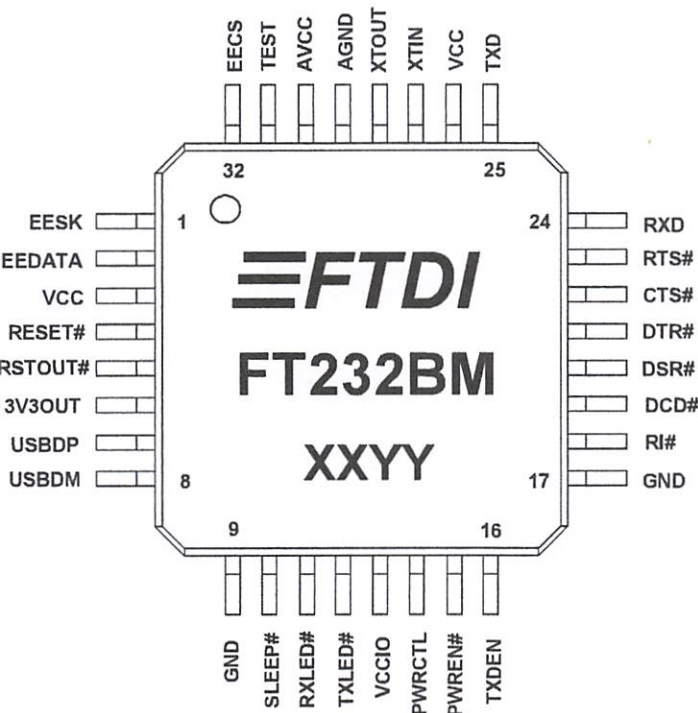 EECS TEST AVCC AGND XTOUT XTIN VCC TXD
32 25
EESK 1 24 RXD
EEDATA RTS#
VCC FTDI CTS#
RESET# DTR#
RSTOUT# FT232BM DSR#
3V3OUT DCD#
USBDP XXYY RI#
USBDM 8 17 GND
9 16
GND SLEEP# RXLED# TXLED# VCCIO PWRCTL PWREN# TXDEN